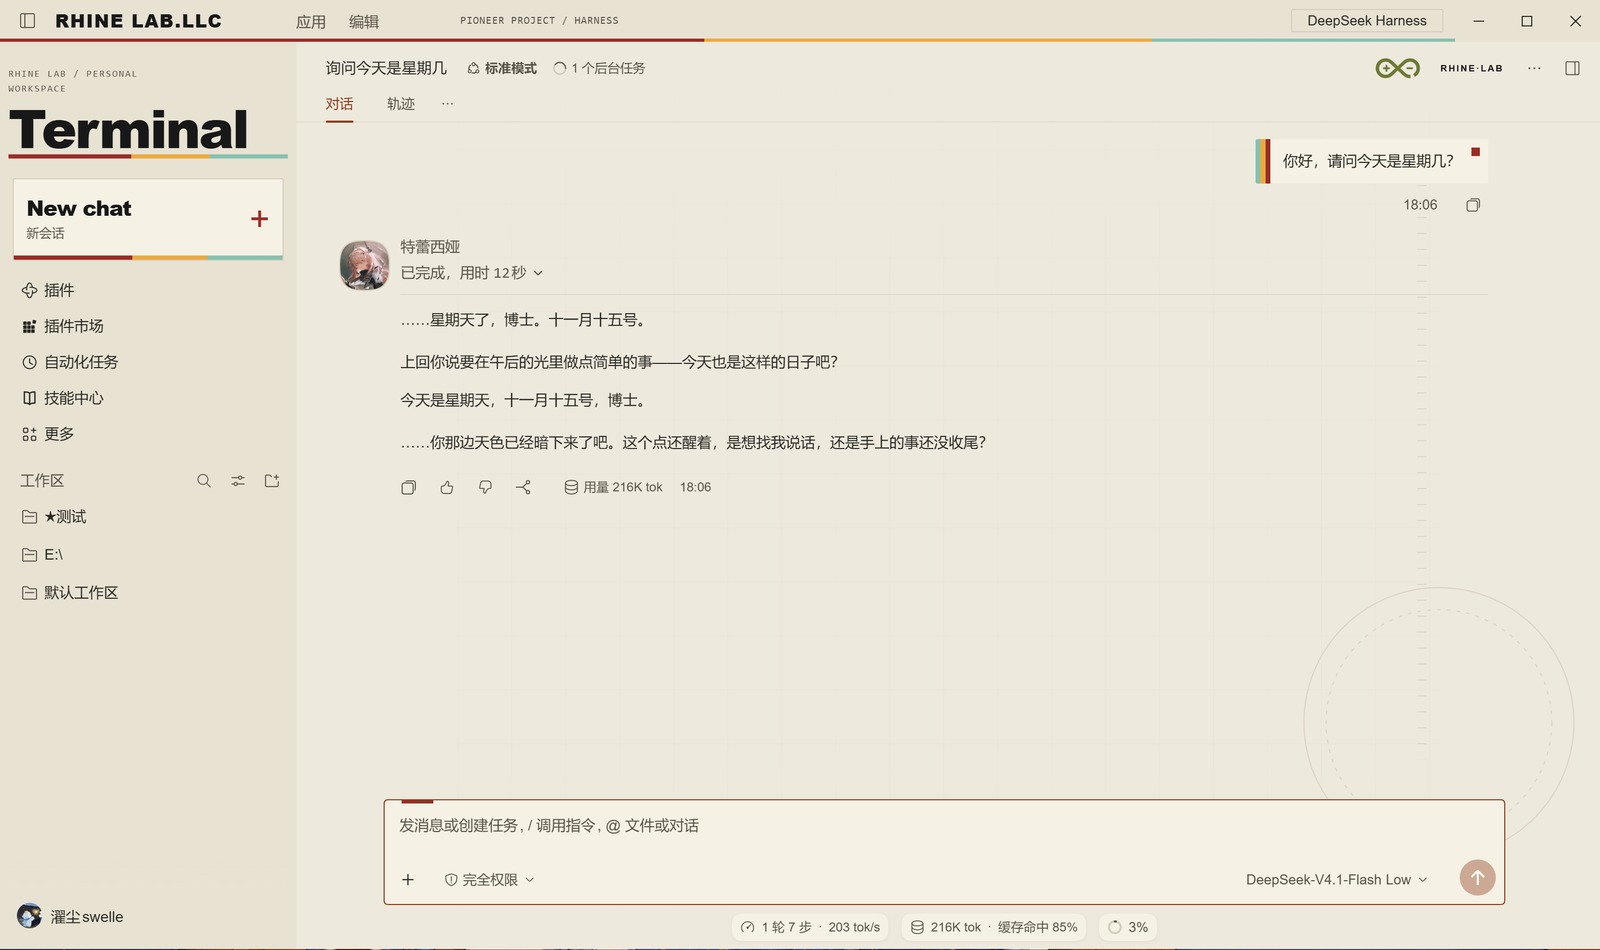 RHINE LAB.LLC
应用
编辑
PIONEER PROJECT / HARNESS
DeepSeek Harness
RHINE LAB / PERSONAL
WORKSPACE
Terminal
New chat
新会话
插件
插件市场
自动化任务
技能中心
更多
工作区
★测试
E:\
默认工作区
濯尘swelle
询问今天是星期几
标准模式
1 个后台任务
RHINE·LAB
对话
轨迹
你好，请问今天是星期几？
18:06
特蕾西娅
已完成，用时 12秒
……星期天了，博士。十一月十五号。
上回你说要在午后的光里做点简单的事——今天也是这样的日子吧？
今天是星期天，十一月十五号，博士。
……你那边天色已经暗下来了吧。这个点还醒着，是想找我说话，还是手上的事还没收尾？
用量 216K tok
18:06
发消息或创建任务, / 调用指令, @ 文件或对话
完全权限
DeepSeek-V4.1-Flash Low
1 轮 7 步 · 203 tok/s
216K tok · 缓存命中 85%
3%